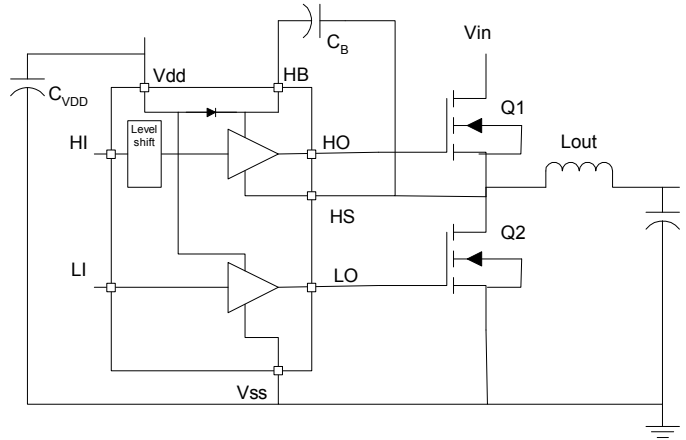 C_B
Vin
Vdd
HB
C_VDD
Q1
Level
shift
HI
HO
Lout
HS
Q2
LI
LO
Vss